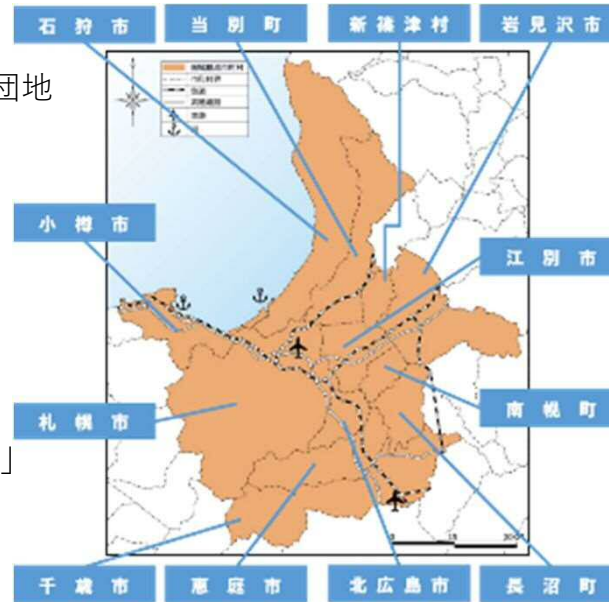 石狩市
当別町
新篠津村
岩見沢市
団地
小樽市
江別市
札幌市
南幌町
」
千歳市
恵庭市
北広島市
長沼町